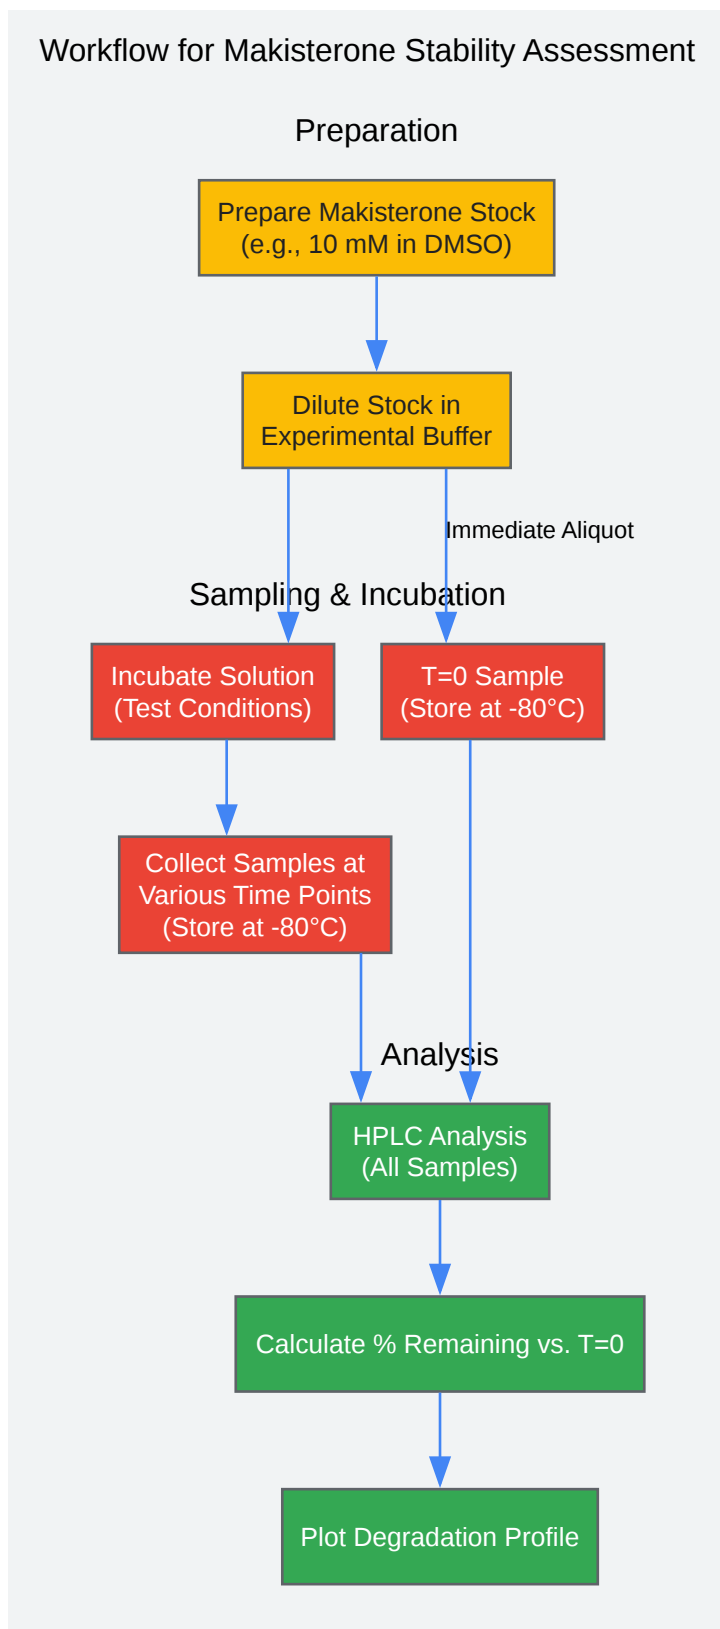 Workflow for Makisterone Stability Assessment
Preparation
Prepare Makisterone Stock
(e.g., 10 mM in DMSO)
Dilute Stock in
Experimental Buffer
Immediate Aliquot
Sampling & Incubation
Incubate Solution
(Test Conditions)
T=0 Sample
(Store at -80°C)
Collect Samples at
Various Time Points
(Store at -80°C)
Analysis
HPLC Analysis
(All Samples)
Calculate % Remaining vs. T=0
Plot Degradation Profile